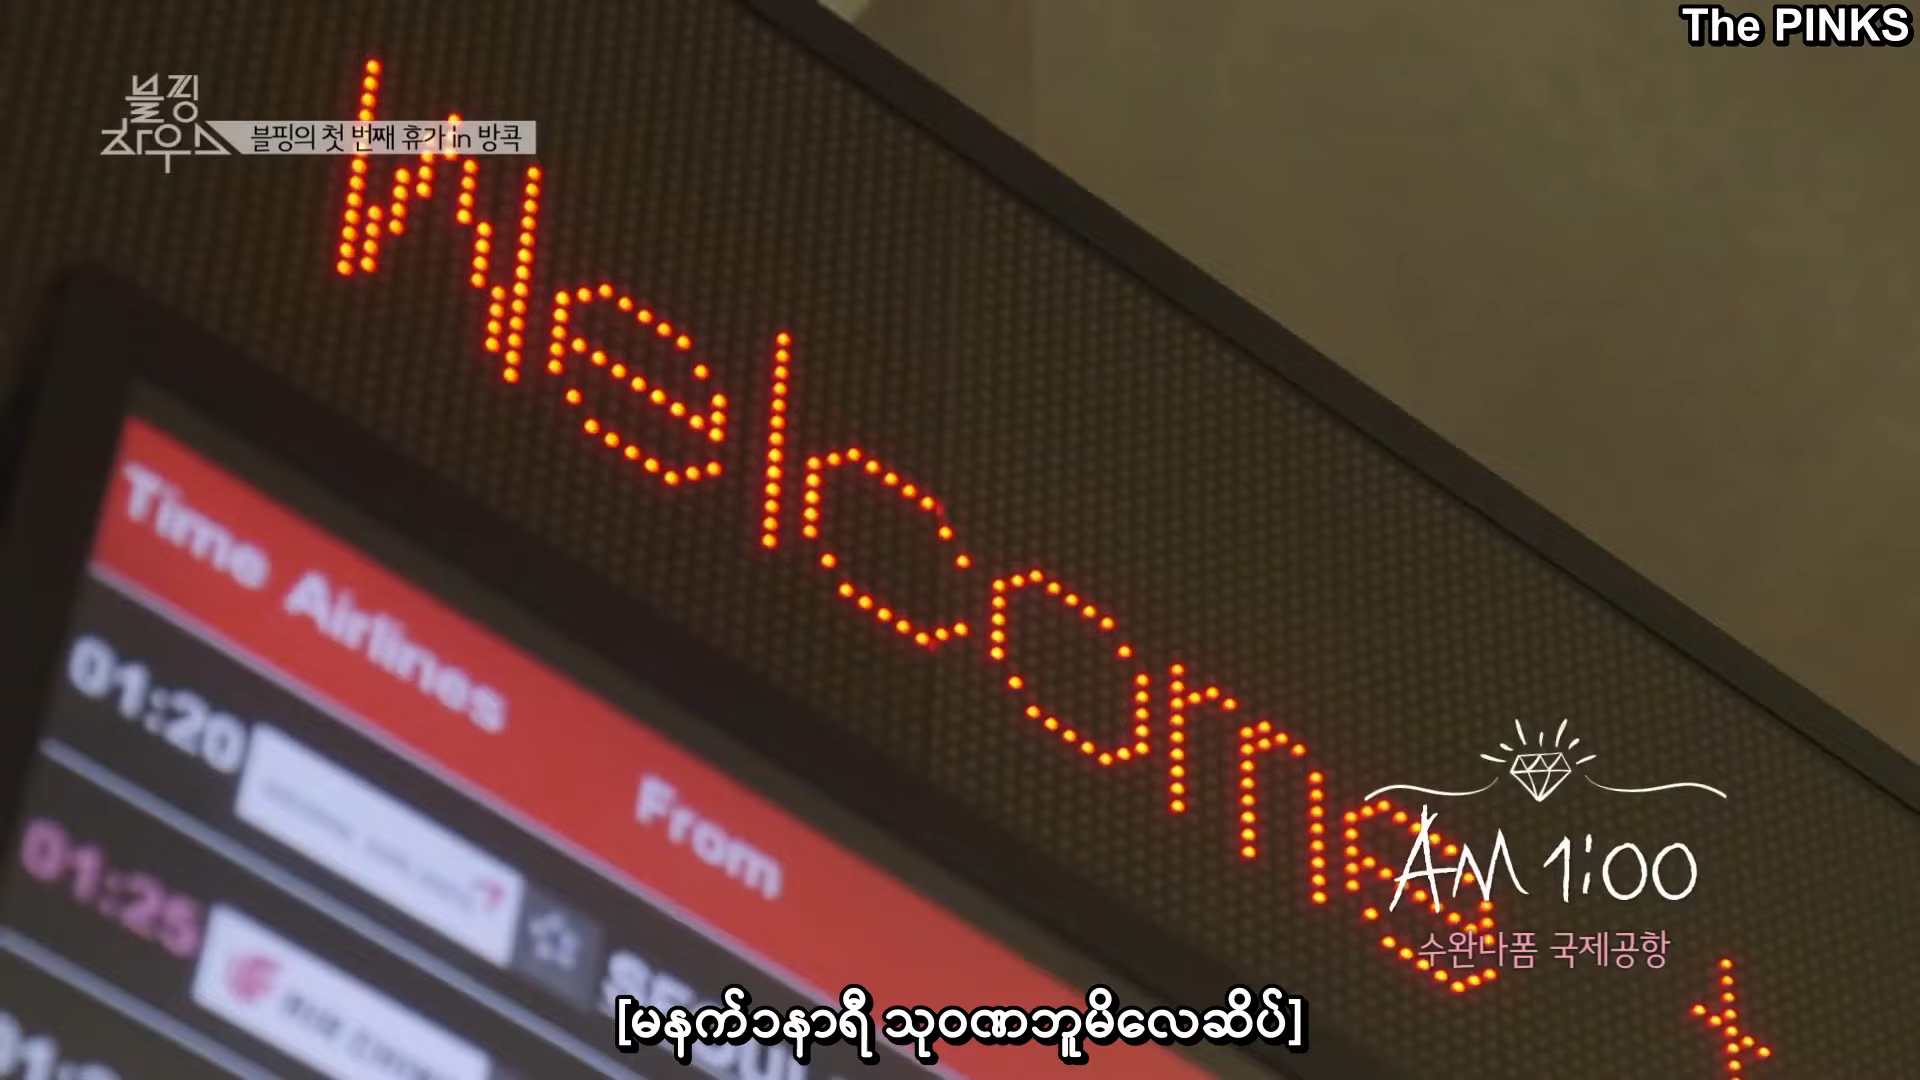 The PINKS
블핑
하우스
블핑의 첫 번째 휴가 in 방콕
Welcome t
Time Airlines From
01:20
01:25
AM 1:00
수완나폼 국제공항
[မနက်၁နာရီ သုဝဏ၏ဘူမိလေဆိပ်]